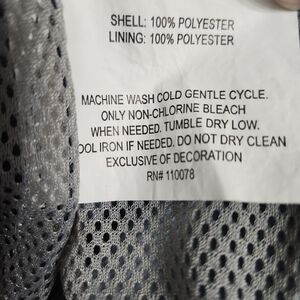 SHELL: 100% POLYESTER
LINING: 100% POLYESTER
MACHINE WASH COLD GENTLE CYCLE.
ONLY NON-CHLORINE BLEACH
WHEN NEEDED. TUMBLE DRY LOW.
OOL IRON IF NEEDED. DO NOT DRY CLEAN
EXCLUSIVE OF DECORATION
RN# 110078